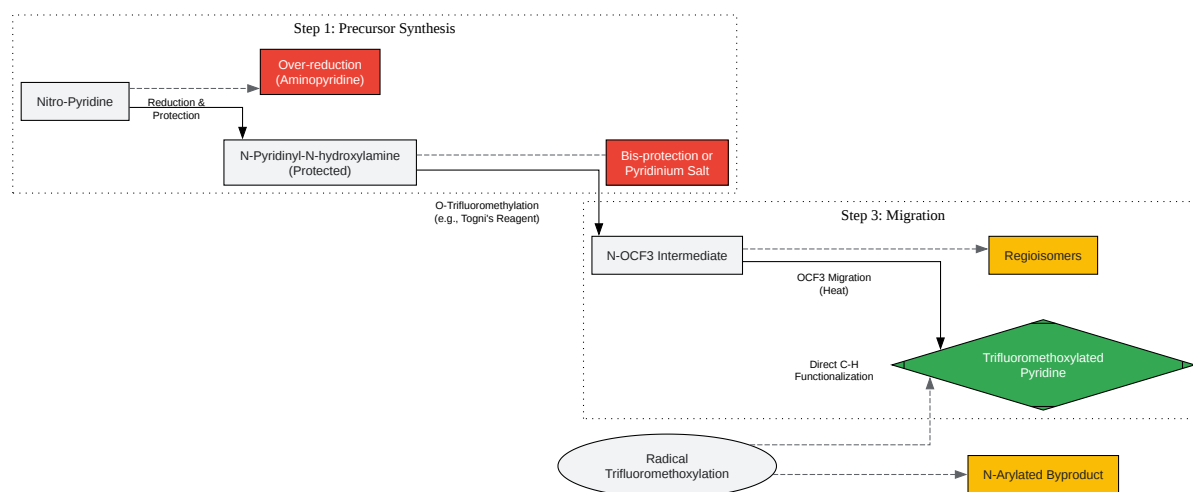 Step 1: Precursor Synthesis
Over-reduction
(Aminopyridine)
Nitro-Pyridine
Reduction &
Protection
N-Pyridinyl-N-hydroxylamine
(Protected)
Bis-protection or
Pyridinium Salt
O-Trifluoromethylation
(e.g., Togni's Reagent)
Step 3: Migration
N-OCF3 Intermediate
Regioisomers
OCF3 Migration
(Heat)
Direct C-H
Functionalization
Trifluoromethoxylated
Pyridine
Radical
Trifluoromethoxylation
N-Arylated Byproduct